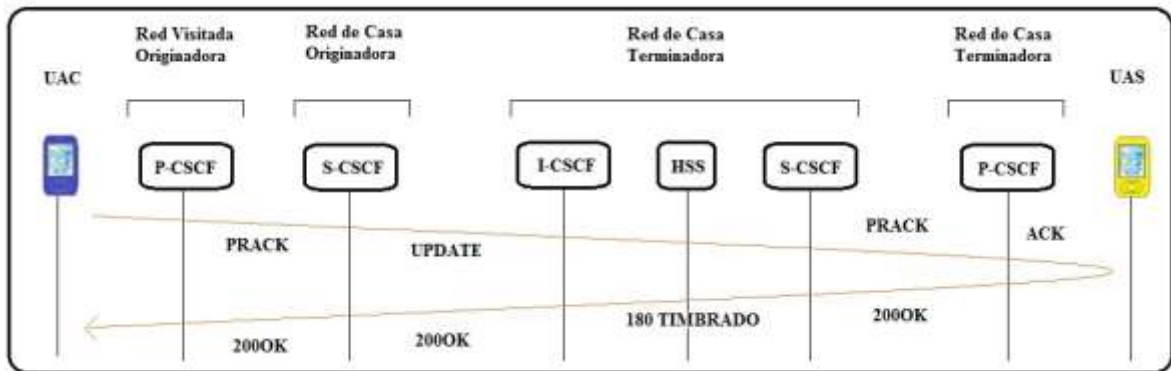 Red Visitada
Originadora
Red de Casa
Originadora
Red de Casa
Terminadora
Red de Casa
Terminadora
UAC
UAS
P-CSCF
S-CSCF
I-CSCF
HSS
S-CSCF
P-CSCF
PRACK
UPDATE
PRACK
ACK
200OK
200OK
180 TIMBRADO
200OK